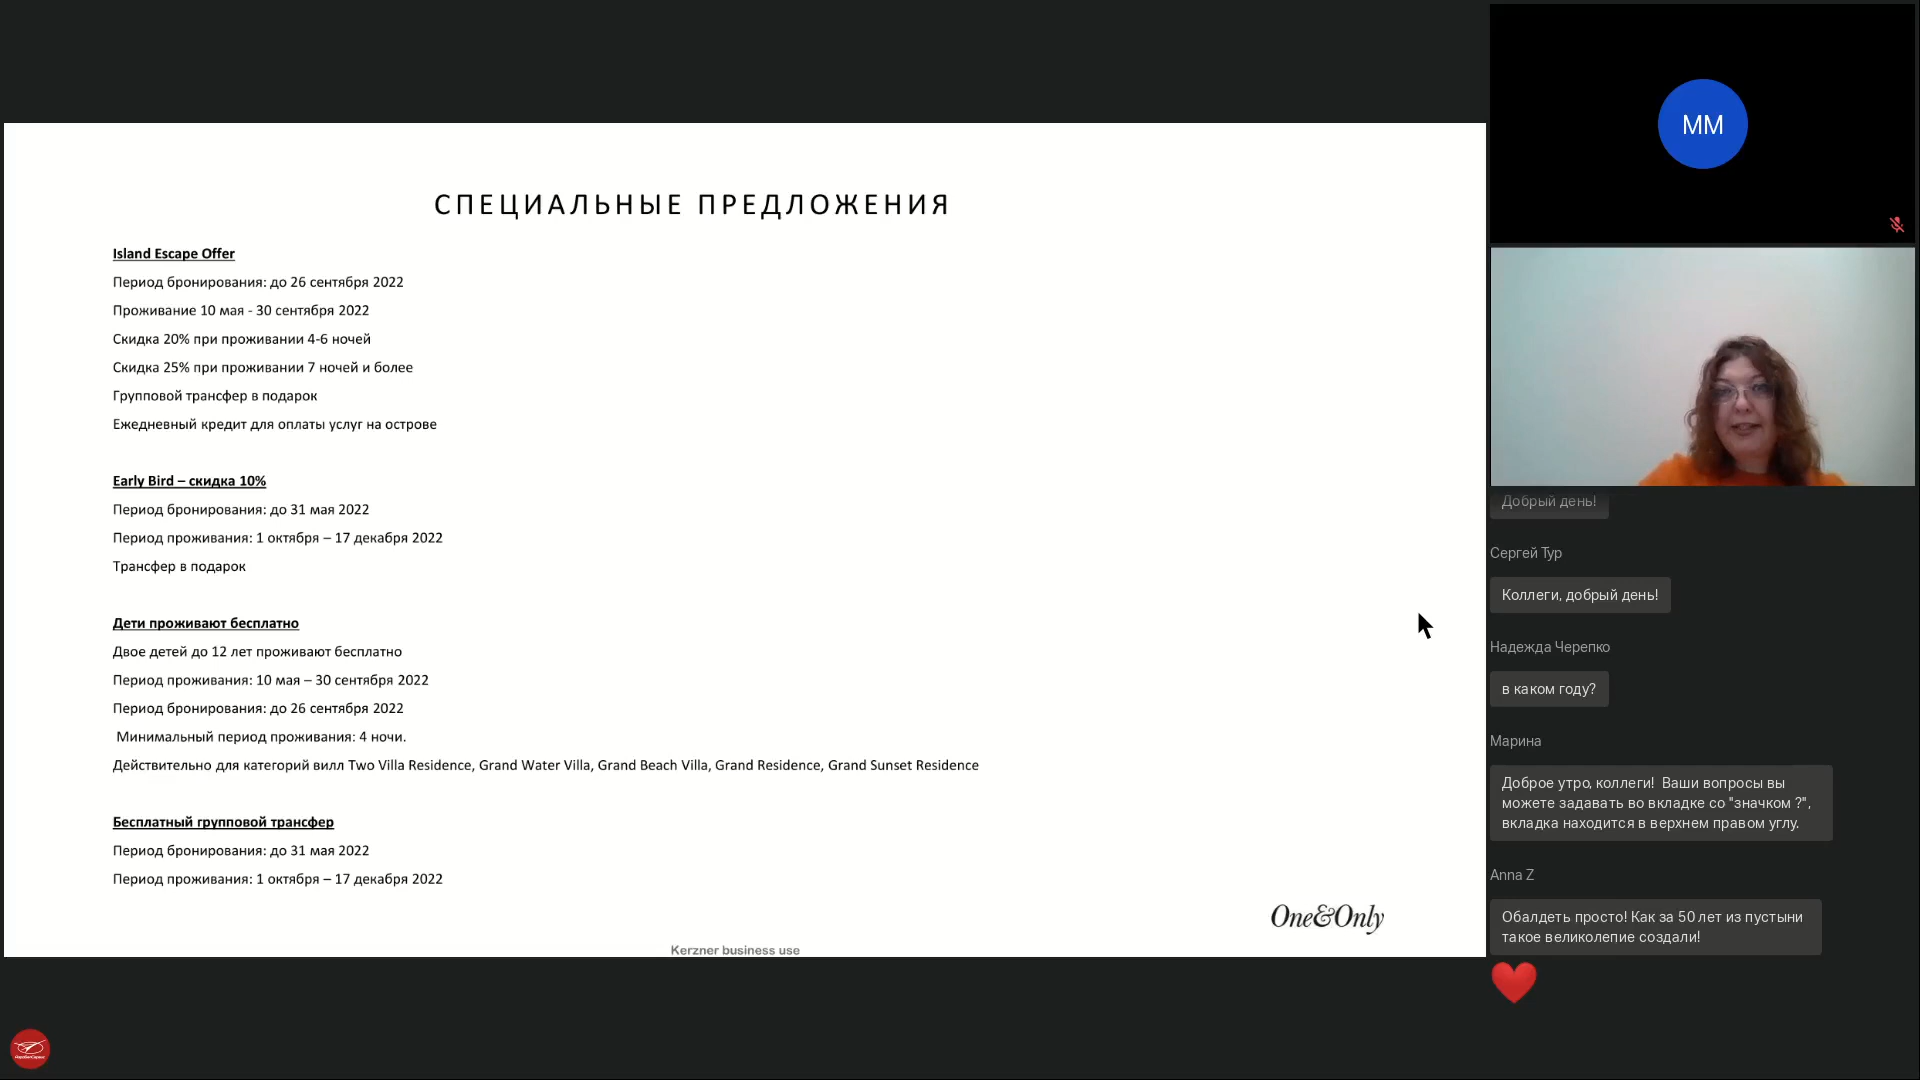 СПЕЦИАЛЬНЫЕ ПРЕДЛОЖЕНИЯ
Island Escape Offer
Период бронирования: до 26 сентября 2022
Проживание 10 мая - 30 сентября 2022
Скидка 20% при проживании 4-6 ночей
Скидка 25% при проживании 7 ночей и более
Групповой трансфер в подарок
Ежедневный кредит для оплаты услуг на острове
Early Bird – скидка 10%
Период бронирования: до 31 мая 2022
Период проживания: 1 октября – 17 декабря 2022
Трансфер в подарок
Дети проживают бесплатно
Двое детей до 12 лет проживают бесплатно
Период проживания: 10 мая – 30 сентября 2022
Период бронирования: до 26 сентября 2022
Минимальный период проживания: 4 ночи.
Действительно для категорий вилл Two Villa Residence, Grand Water Villa, Grand Beach Villa, Grand Residence, Grand Sunset Residence
Бесплатный групповой трансфер
Период бронирования: до 31 мая 2022
Период проживания: 1 октября – 17 декабря 2022
One&Only
Kerzner business use
MM
Добрый день!
Сергей Тур
Коллеги, добрый день!
Надежда Черепко
в каком году?
Марина
Доброе утро, коллеги! Ваши вопросы вы
можете задавать во вкладке со "значком ?",
вкладка находится в верхнем правом углу.
Anna Z
Обалдеть просто! Как за 50 лет из пустыни
такое великолепие создали!